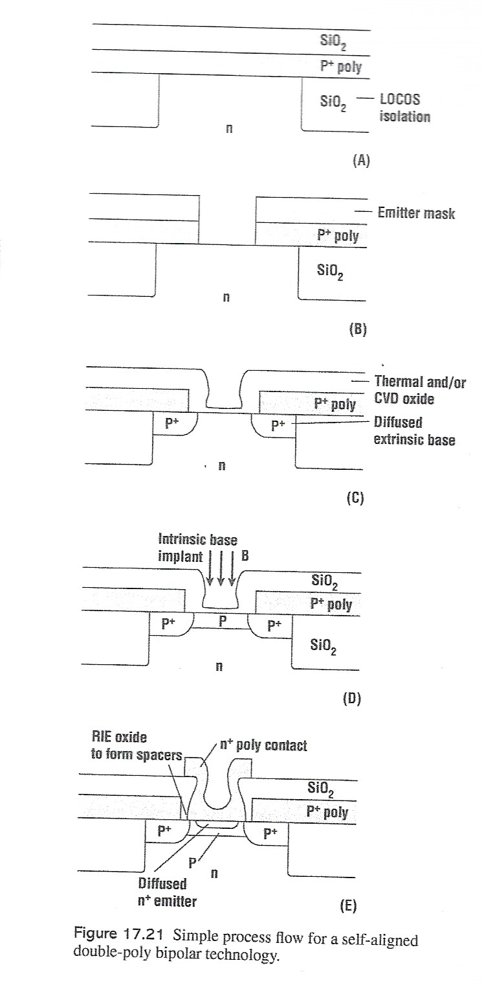 SiO₂
P⁺ poly
SiO₂
LOCOS
isolation
n
(A)
Emitter mask
P⁺ poly
SiO₂
n
(B)
Thermal and/or
CVD oxide
P⁺ poly
P⁺
P⁺
Diffused
extrinsic base
n
(C)
Intrinsic base
implant
B
SiO₂
P⁺ poly
P⁺
P
P⁺
SiO₂
n
(D)
RIE oxide
to form spacers
n⁺ poly contact
SiO₂
P⁺ poly
P⁺
P⁺
P
n
Diffused
n⁺ emitter
(E)
Figure 17.21 Simple process flow for a self-aligned
double-poly bipolar technology.